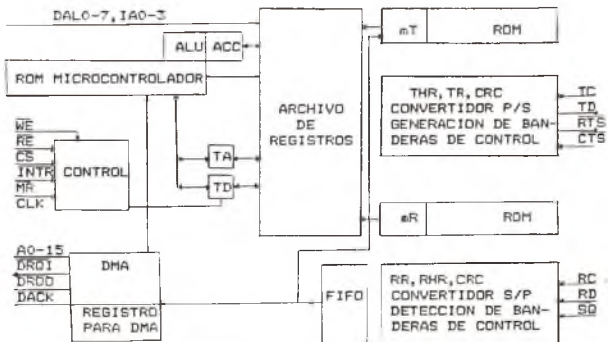 DAL0-7,IA0-3
ALU ACC
ROM MICROCONTROLADOR
ARCHIVO
DE
REGISTROS
mT ROM
THR,TR,CRC
CONVERTIDOR P/S
GENERACION DE BAN-
DERAS DE CONTROL
TC
TD
RTS
CTS
WE
RE
CS
INTR
MR
CLK
CONTROL
TA
TD
mR ROM
A0-15
DRQI
DRQO
DACK
DMA
REGISTRO
PARA DMA
FIFO
RR,RHR,CRC
CONVERTIDOR S/P
DETECCION DE BAN-
DERAS DE CONTROL
RC
RD
SQ